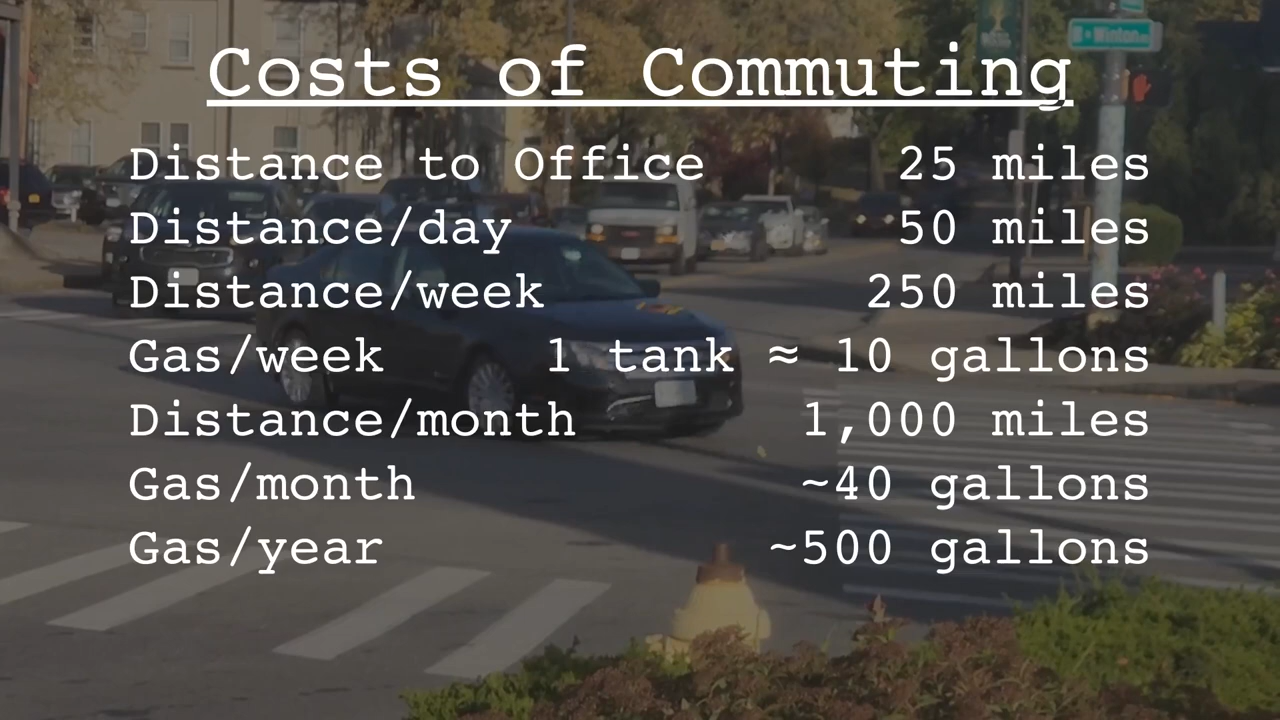 N Winton
Costs of Commuting
Distance to Office 25 miles
Distance/day 50 miles
Distance/week 250 miles
Gas/week 1 tank ≈ 10 gallons
Distance/month 1,000 miles
Gas/month ~40 gallons
Gas/year ~500 gallons